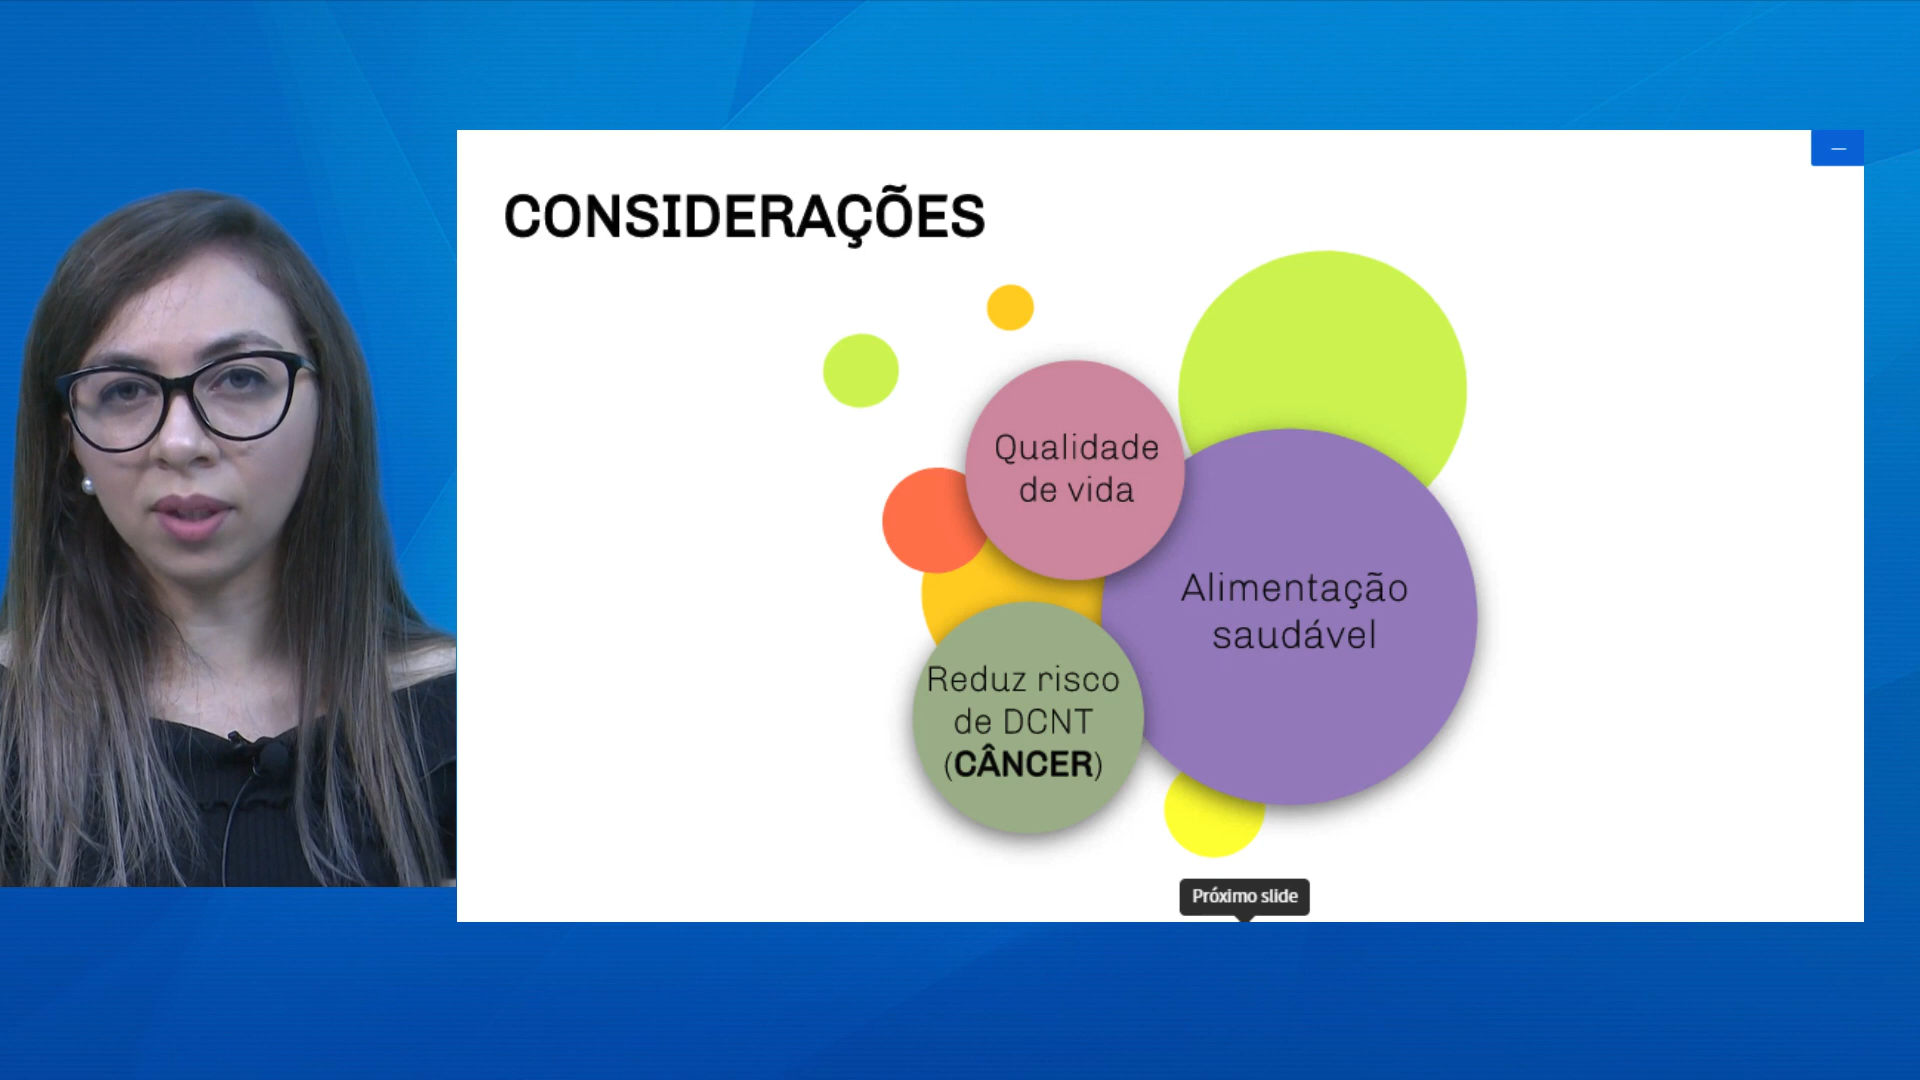 CONSIDERAÇÕES
Qualidade
de vida
Alimentação
saudável
Reduz risco
de DCNT
(CÂNCER)
Próximo slide